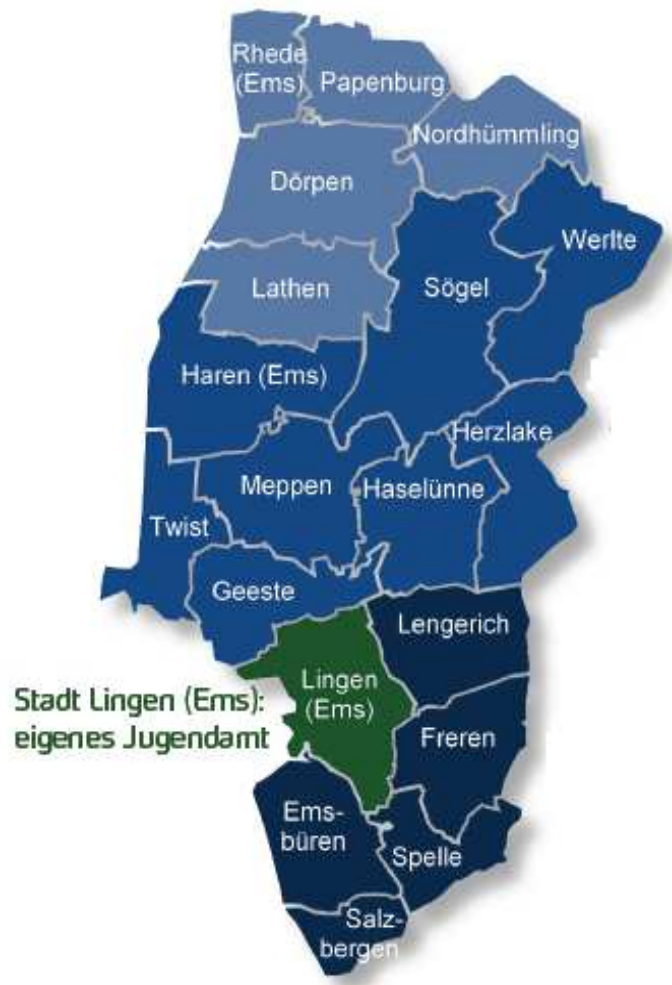 Rhede
(Ems)
Papenburg
Nordhümmling
Dörpen
Werlte
Lathen
Sögel
Haren (Ems)
Herzlake
Meppen
Haselünne
Twist
Geeste
Lengerich
Lingen
(Ems)
Stadt Lingen (Ems):
eigenes Jugendamt
Freren
Ems-
büren
Spelle
Salz-
bergen